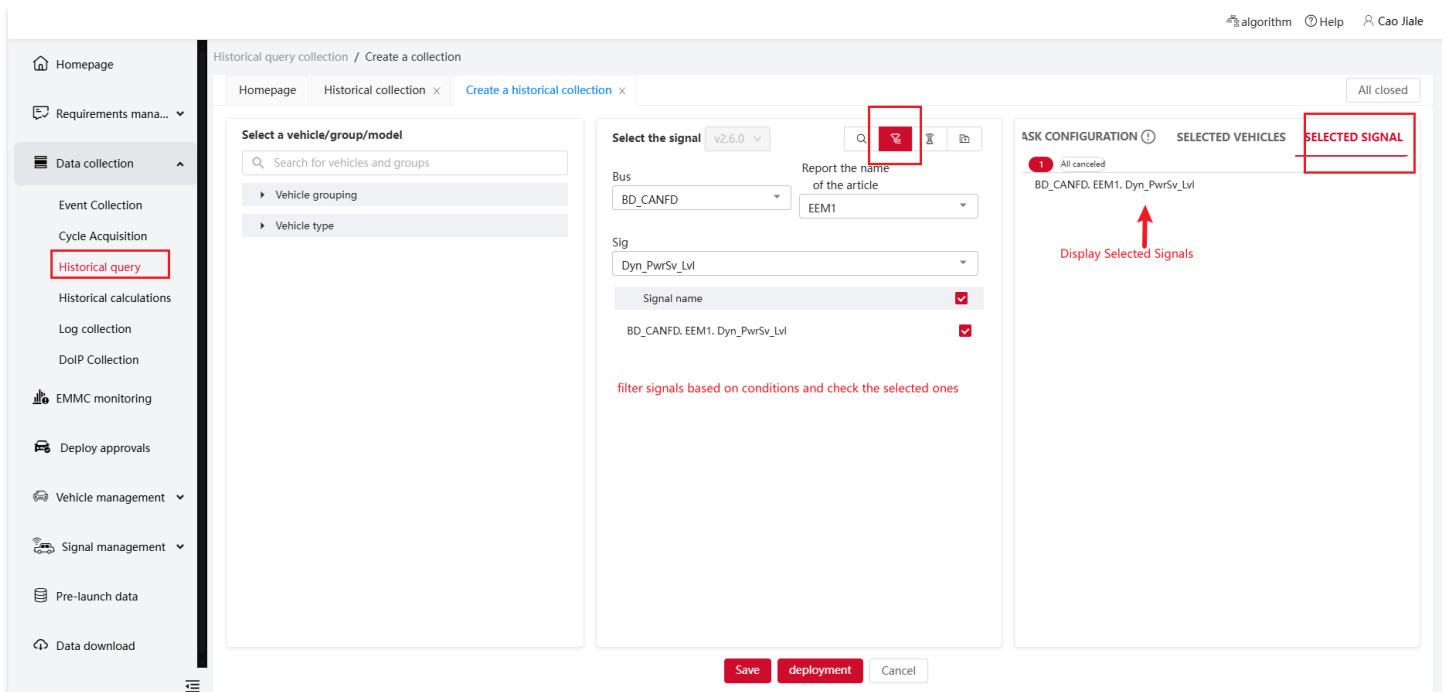 algorithm Help Cao Jiale
Homepage
Requirements mana...
Data collection
Event Collection
Cycle Acquisition
Historical query
Historical calculations
Log collection
DoIP Collection
EMMC monitoring
Deploy approvals
Vehicle management
Signal management
Pre-launch data
Data download
Historical query collection / Create a collection
Homepage Historical collection × Create a historical collection × All closed
Select a vehicle/group/model
Search for vehicles and groups
Vehicle grouping
Vehicle type
Select the signal v2.6.0
Bus
BD_CANFD
Report the name
of the article
EEM1
Sig
Dyn_PwrSv_Lvl
Signal name
BD_CANFD. EEM1. Dyn_PwrSv_Lvl
filter signals based on conditions and check the selected ones
ASK CONFIGURATION SELECTED VEHICLES SELECTED SIGNAL
1 All canceled
BD_CANFD. EEM1. Dyn_PwrSv_Lvl
Display Selected Signals
Save deployment Cancel